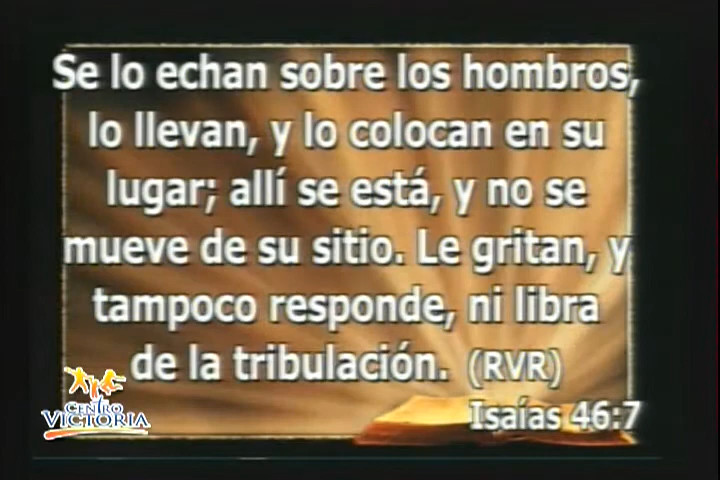 Se lo echan sobre los hombros,
lo llevan, y lo colocan en su
lugar; allí se está, y no se
mueve de su sitio. Le gritan, y
tampoco responde, ni libra
de la tribulación. (RVR)
Isaías 46:7
CENTRO
VICTORIA